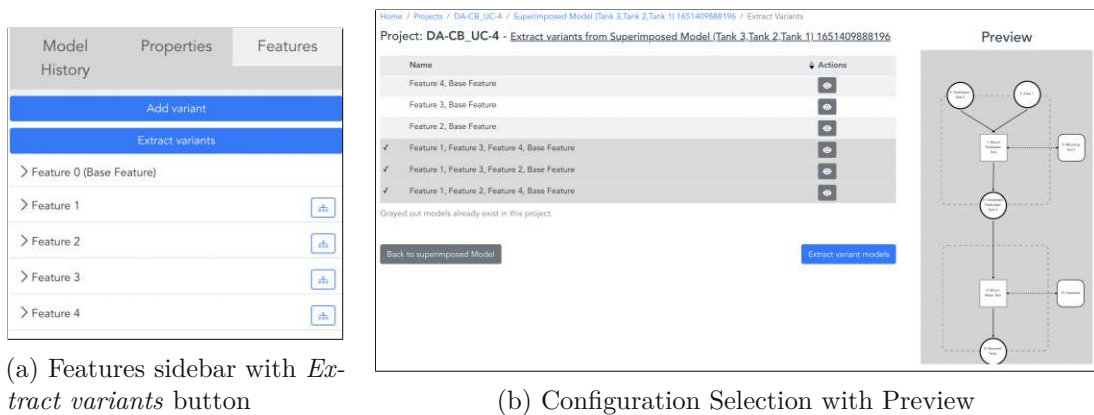 Model History
Properties
Features
Add variant
Extract variants
Feature 0 (Base Feature)
Feature 1
Feature 2
Feature 3
Feature 4
(a) Features sidebar with Ex-
tract variants button
Home / Projects / DA-CB_UC-4 / Superimposed Model (Tank 3,Tank 2,Tank 1) 1651409888196 / Extract Variants
Project: DA-CB_UC-4 - Extract variants from Superimposed Model (Tank 3,Tank 2,Tank 1) 1651409888196
Name
Actions
Feature 4, Base Feature
Feature 3, Base Feature
Feature 2, Base Feature
✓ Feature 1, Feature 3, Feature 4, Base Feature
✓ Feature 1, Feature 3, Feature 2, Base Feature
✓ Feature 1, Feature 2, Feature 4, Base Feature
Grayed out models already exist in this project.
Back to superimposed Model
Extract variant models
Preview
(b) Configuration Selection with Preview